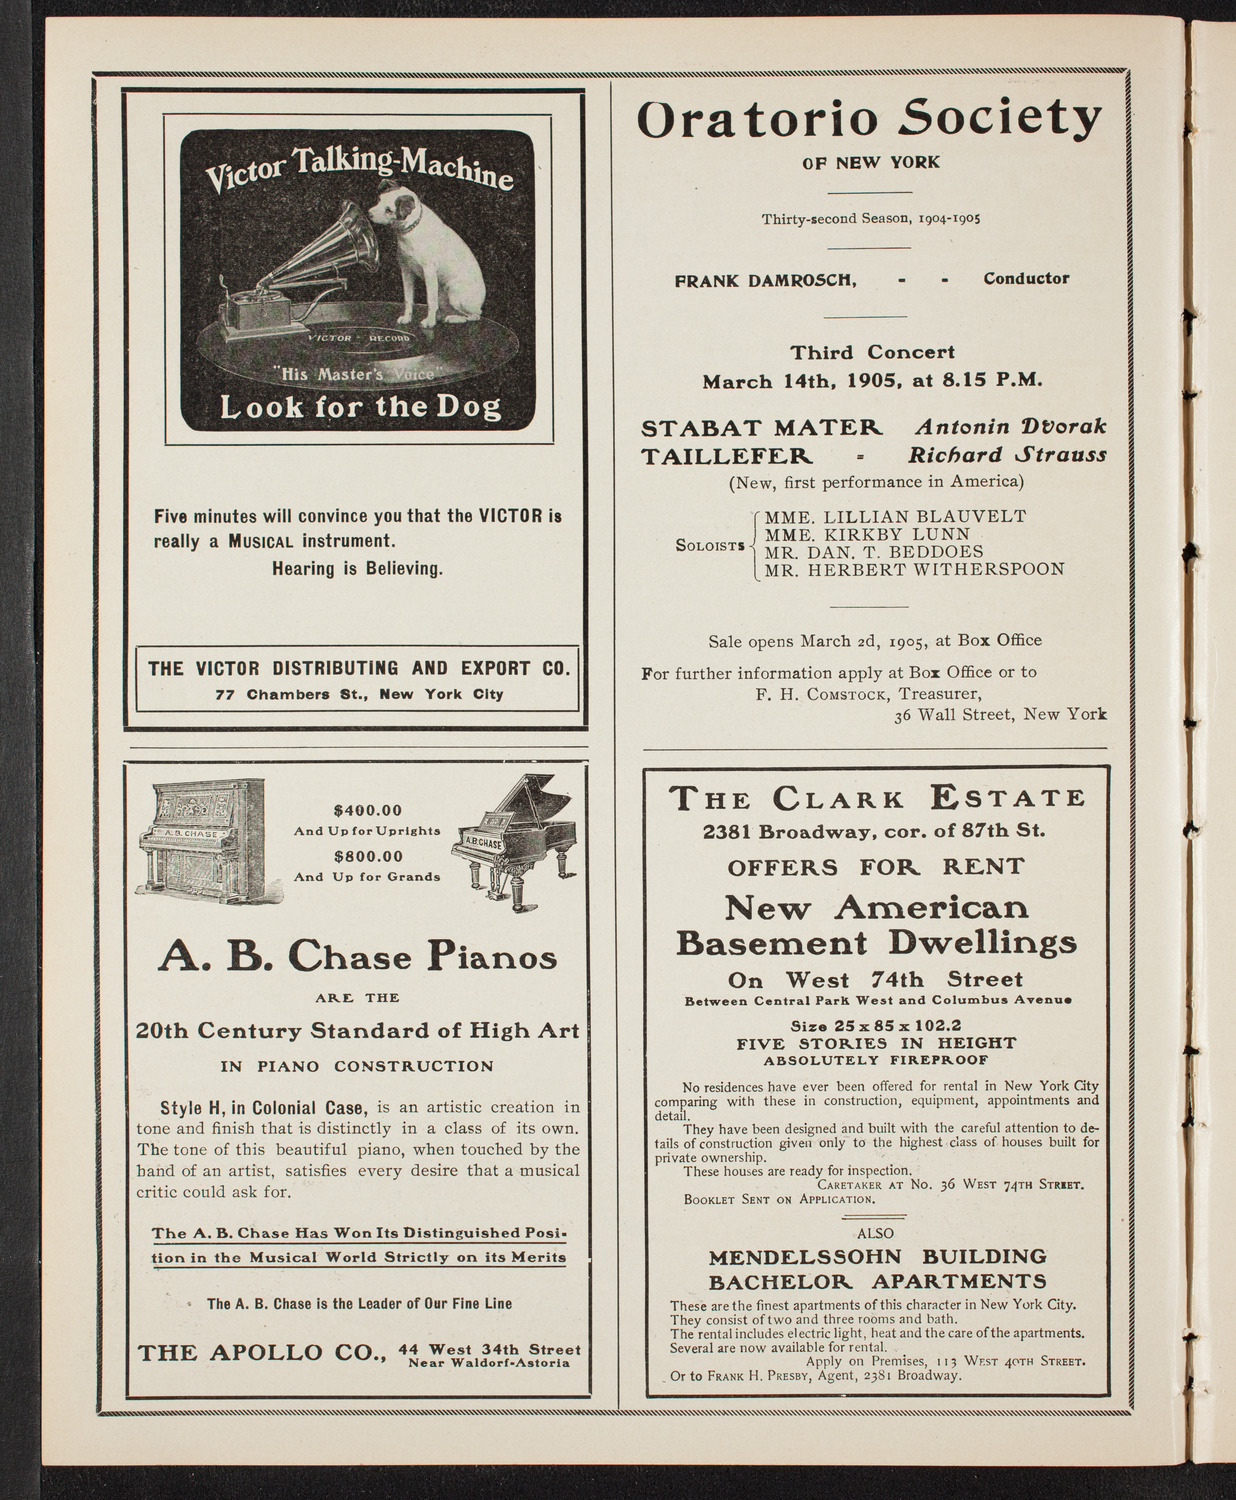 Victor Talking-Machine
VICTOR RECORD
"His Master's Voice"
Look for the Dog
Five minutes will convince you that the VICTOR is
really a MUSICAL instrument.
Hearing is Believing.
THE VICTOR DISTRIBUTING AND EXPORT CO.
77 Chambers St., New York City
$400.00
And Up for Uprights
$800.00
And Up for Grands
A.B. CHASE
A.B. CHASE
A. B. Chase Pianos
ARE THE
20th Century Standard of High Art
IN PIANO CONSTRUCTION
Style H, in Colonial Case, is an artistic creation in
tone and finish that is distinctly in a class of its own.
The tone of this beautiful piano, when touched by the
hand of an artist, satisfies every desire that a musical
critic could ask for.
The A. B. Chase Has Won Its Distinguished Posi-
tion in the Musical World Strictly on its Merits
The A. B. Chase is the Leader of Our Fine Line
THE APOLLO CO., 44 West 34th Street
Near Waldorf-Astoria
Oratorio Society
OF NEW YORK
Thirty-second Season, 1904-1905
FRANK DAMROSCH, - - Conductor
Third Concert
March 14th, 1905, at 8.15 P.M.
STABAT MATER Antonin Dvorak
TAILLEFER - Richard Strauss
(New, first performance in America)
SOLOISTS
MME. LILLIAN BLAUVELT
MME. KIRKBY LUNN
MR. DAN. T. BEDDOES
MR. HERBERT WITHERSPOON
Sale opens March 2d, 1905, at Box Office
For further information apply at Box Office or to
F. H. COMSTOCK, Treasurer,
36 Wall Street, New York
THE CLARK ESTATE
2381 Broadway, cor. of 87th St.
OFFERS FOR RENT
New American
Basement Dwellings
On West 74th Street
Between Central Park West and Columbus Avenue
Size 25 x 85 x 102.2
FIVE STORIES IN HEIGHT
ABSOLUTELY FIREPROOF
No residences have ever been offered for rental in New York City
comparing with these in construction, equipment, appointments and
detail.
They have been designed and built with the careful attention to de-
tails of construction given only to the highest class of houses built for
private ownership.
These houses are ready for inspection.
CARETAKER AT NO. 36 WEST 74TH STREET.
BOOKLET SENT ON APPLICATION.
ALSO
MENDELSSOHN BUILDING
BACHELOR APARTMENTS
These are the finest apartments of this character in New York City.
They consist of two and three rooms and bath.
The rental includes electric light, heat and the care of the apartments.
Several are now available for rental.
Apply on Premises, 113 WEST 40TH STREET.
Or to FRANK H. PRESBY, Agent, 2381 Broadway.